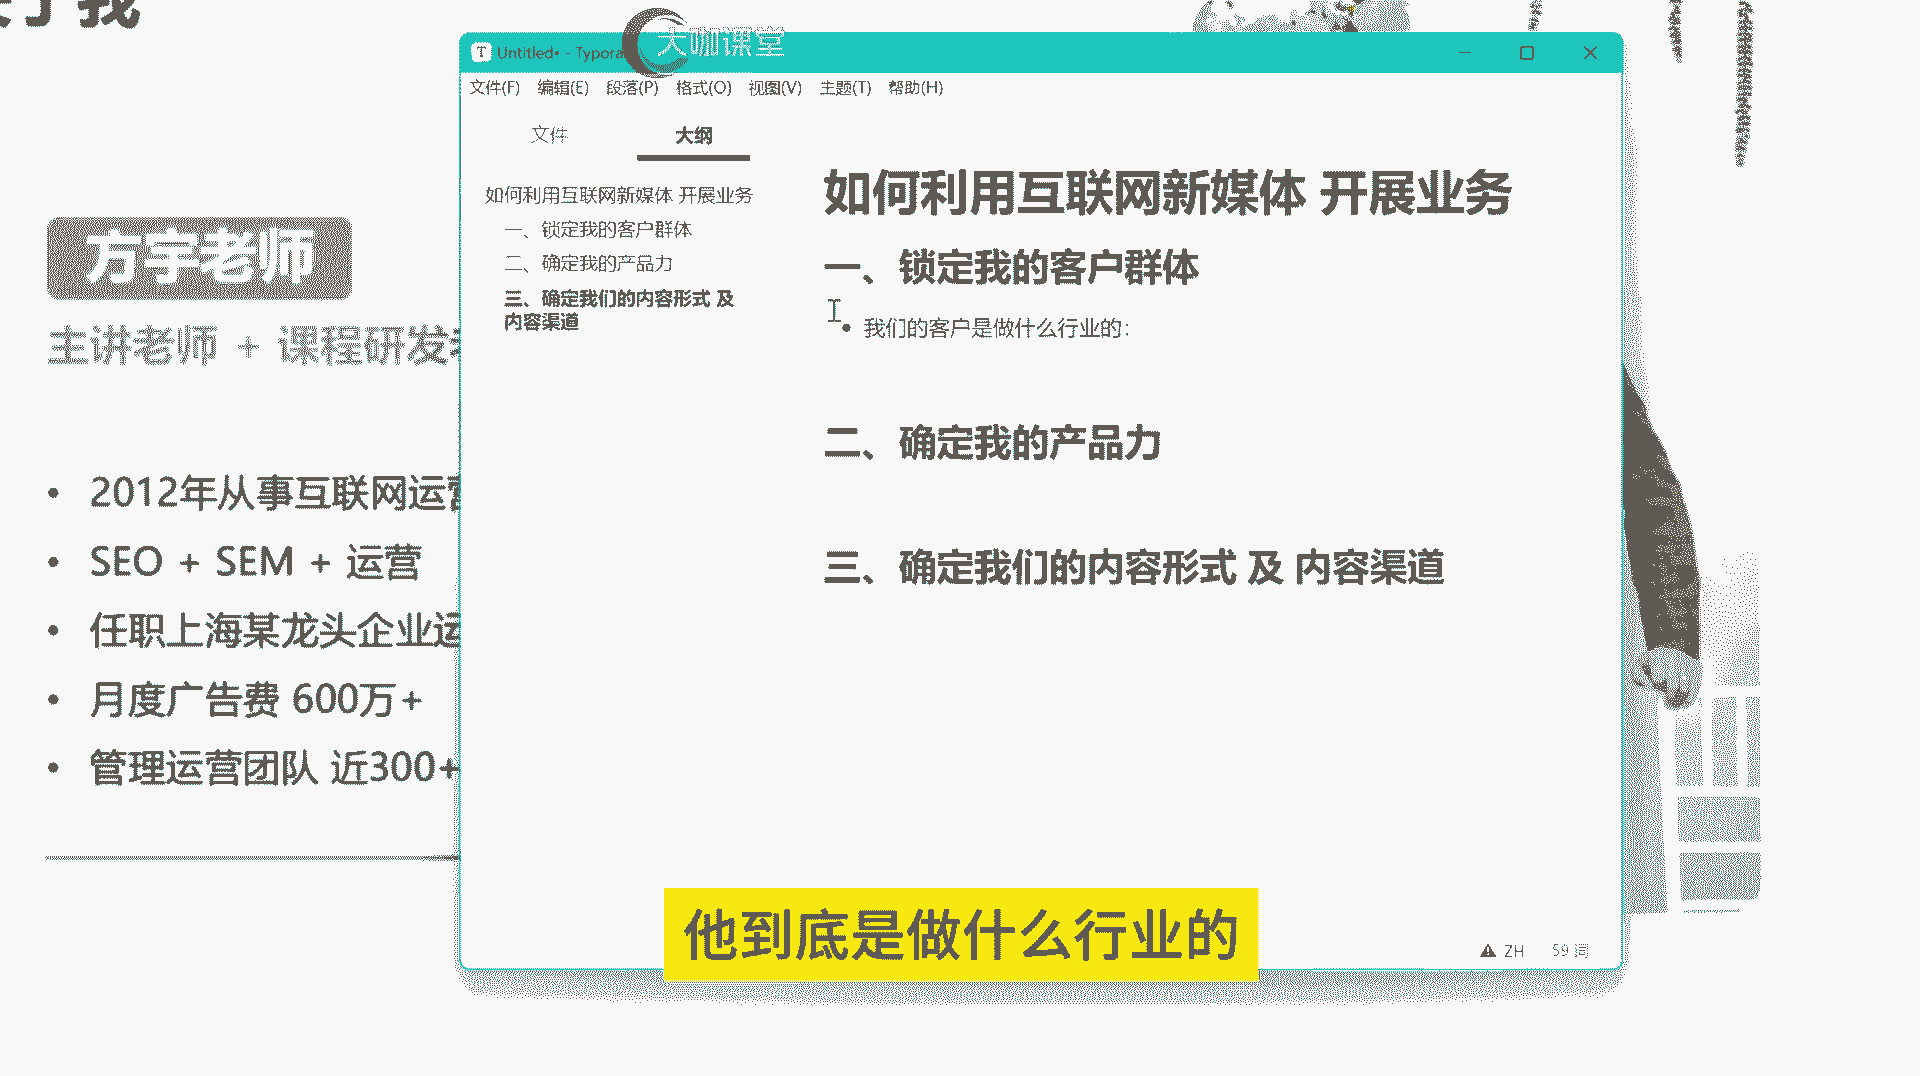 我
大咖课堂
Untitled• - Typora
文件(F) 编辑(E) 段落(P) 格式(O) 视图(V) 主题(T) 帮助(H)
文件 大纲
如何利用互联网新媒体 开展业务
一、锁定我的客户群体
二、确定我的产品力
三、确定我们的内容形式 及
内容渠道
如何利用互联网新媒体 开展业务
一、锁定我的客户群体
• 我们的客户是做什么行业的：
二、确定我的产品力
三、确定我们的内容形式 及 内容渠道
方宇老师
主讲老师 + 课程研发
• 2012年从事互联网运营
• SEO + SEM + 运营
• 任职上海某龙头企业运
• 月度广告费 600万+
• 管理运营团队 近300+
ZH 59 词
他到底是做什么行业的